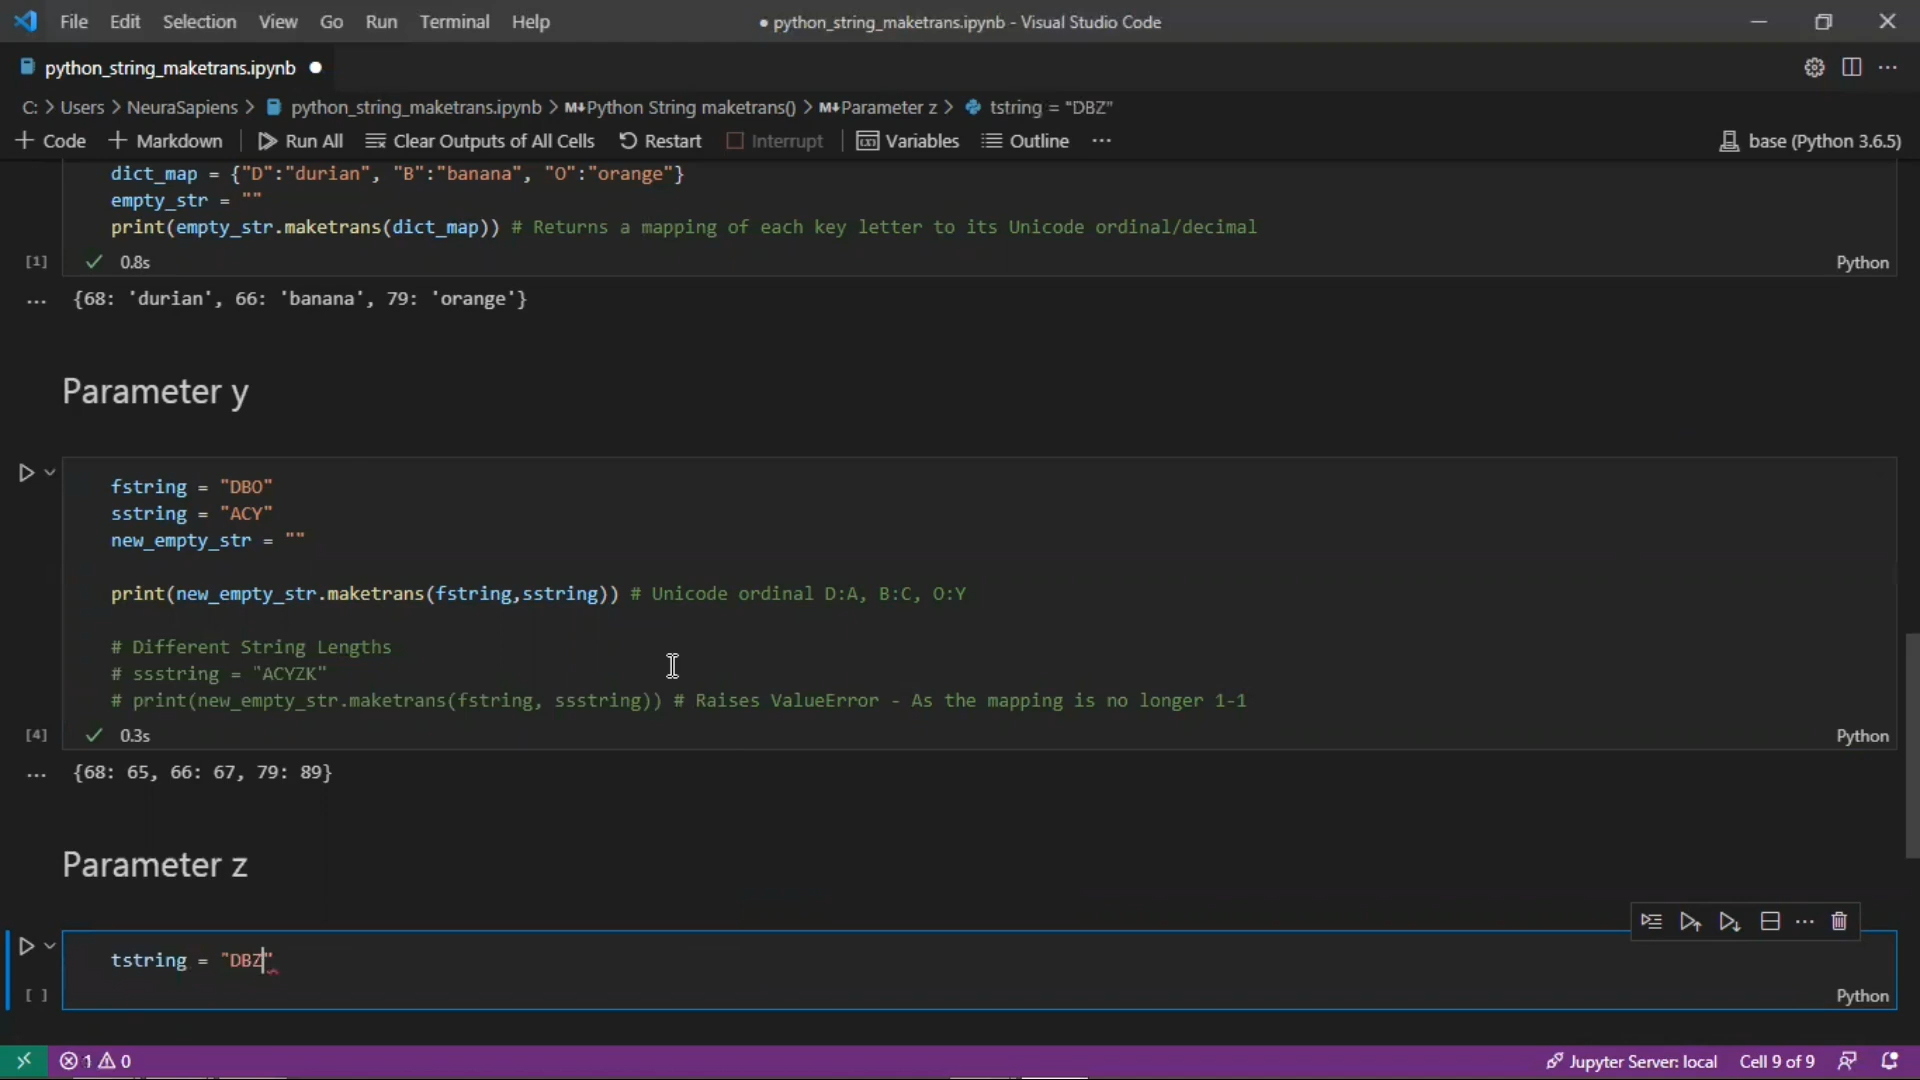 File Edit Selection View Go Run Terminal Help ● python_string_maketrans.ipynb - Visual Studio Code
python_string_maketrans.ipynb ●
C: > Users > NeuraSapiens > python_string_maketrans.ipynb > M↓Python String maketrans() > M↓Parameter z > tstring = "DBZ"
+ Code + Markdown Run All Clear Outputs of All Cells Restart Interrupt Variables Outline ··· base (Python 3.6.5)
dict_map = {"D":"durian", "B":"banana", "O":"orange"}
empty_str = ""
print(empty_str.maketrans(dict_map)) # Returns a mapping of each key letter to its Unicode ordinal/decimal
[1] ✓ 0.8s Python
... {68: 'durian', 66: 'banana', 79: 'orange'}
Parameter y
fstring = "DBO"
sstring = "ACY"
new_empty_str = ""
print(new_empty_str.maketrans(fstring,sstring)) # Unicode ordinal D:A, B:C, O:Y
# Different String Lengths
# ssstring = "ACYZK"
# print(new_empty_str.maketrans(fstring, ssstring)) # Raises ValueError - As the mapping is no longer 1-1
[4] ✓ 0.3s Python
... {68: 65, 66: 67, 79: 89}
Parameter z
tstring = "DBZ"
[ ] Python
1 0 Jupyter Server: local Cell 9 of 9